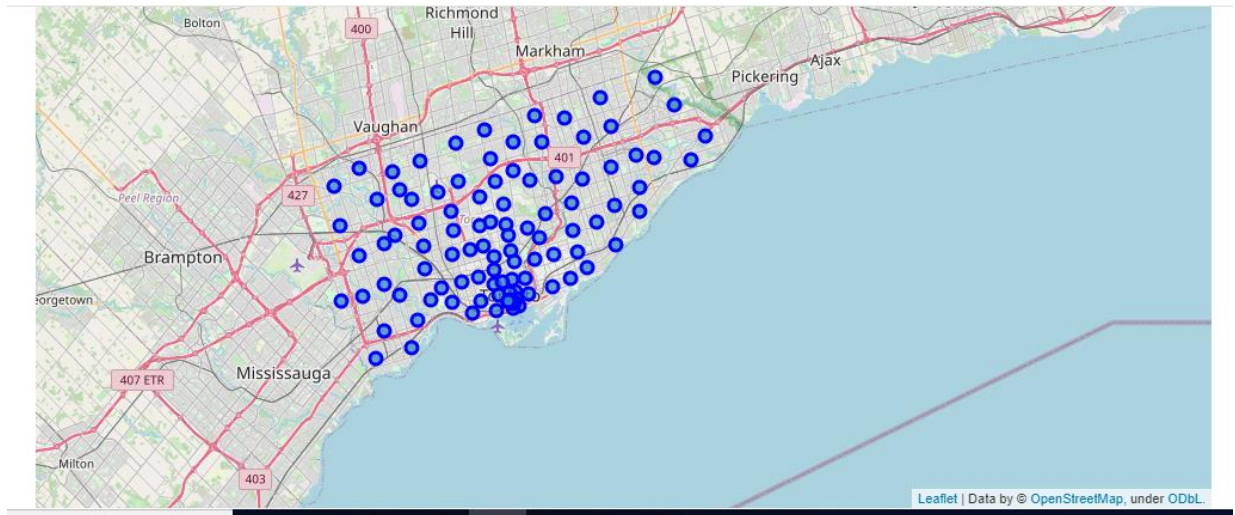 Bolton
400
Richmond
Hill
Markham
Ajax
Pickering
Vaughan
401
427
Peel Region
Brampton
eorgetown
Mississauga
407 ETR
403
Milton
Leaflet | Data by © OpenStreetMap, under ODbL.